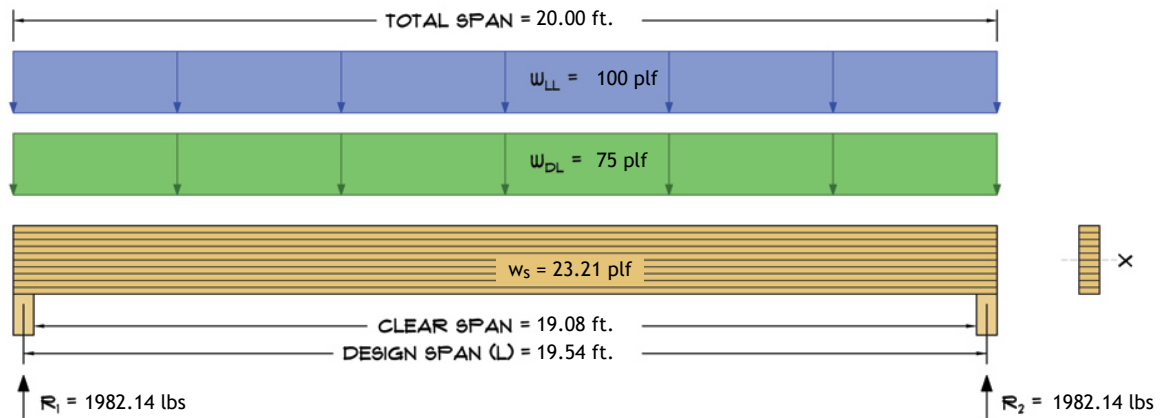 TOTAL SPAN = 20.00 ft.
WLL = 100 plf
WDL = 75 plf
ws = 23.21 plf
X
CLEAR SPAN = 19.08 ft.
DESIGN SPAN (L) = 19.54 ft.
R1 = 1982.14 lbs
R2 = 1982.14 lbs